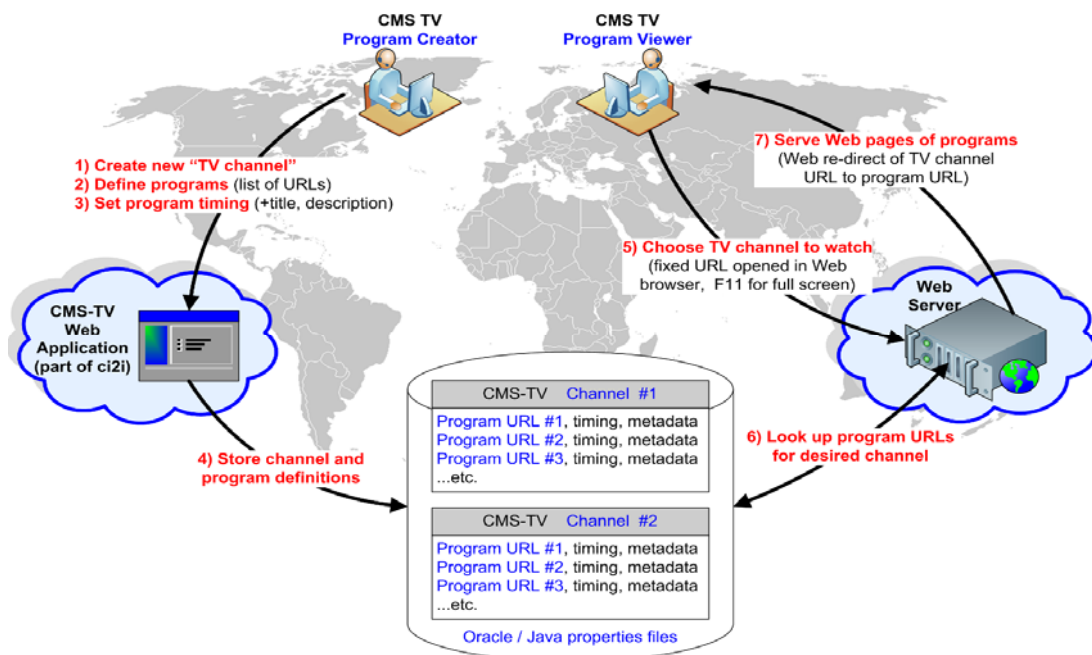 CMS TV
Program Creator
CMS TV
Program Viewer
1) Create new “TV channel”
2) Define programs (list of URLs)
3) Set program timing (+title, description)
7) Serve Web pages of programs
(Web re-direct of TV channel
URL to program URL)
5) Choose TV channel to watch
(fixed URL opened in Web
browser, F11 for full screen)
CMS-TV
Web
Application
(part of ci2i)
Web
Server
4) Store channel and
program definitions
6) Look up program URLs
for desired channel
CMS-TV Channel #1
Program URL #1, timing, metadata
Program URL #2, timing, metadata
Program URL #3, timing, metadata
...etc.
CMS-TV Channel #2
Program URL #1, timing, metadata
Program URL #2, timing, metadata
Program URL #3, timing, metadata
...etc.
Oracle / Java properties files